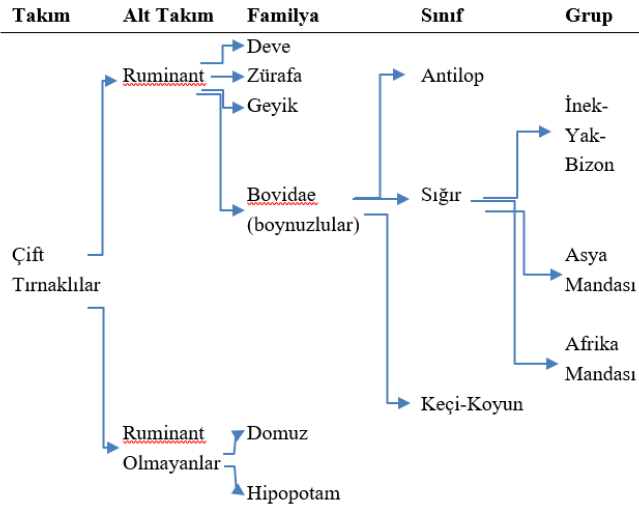 Takım Alt Takım Familya Sınıf Grup
Deve
Ruminant Zürafa Antilop
Geyik
İnek-
Yak-
Bizon
Bovidae Sığır
(boynuzlular)
Çift
Tırnaklılar
Asya
Mandası
Afrika
Mandası
Keçi-Koyun
Ruminant Domuz
Olmayanlar
Hipopotam